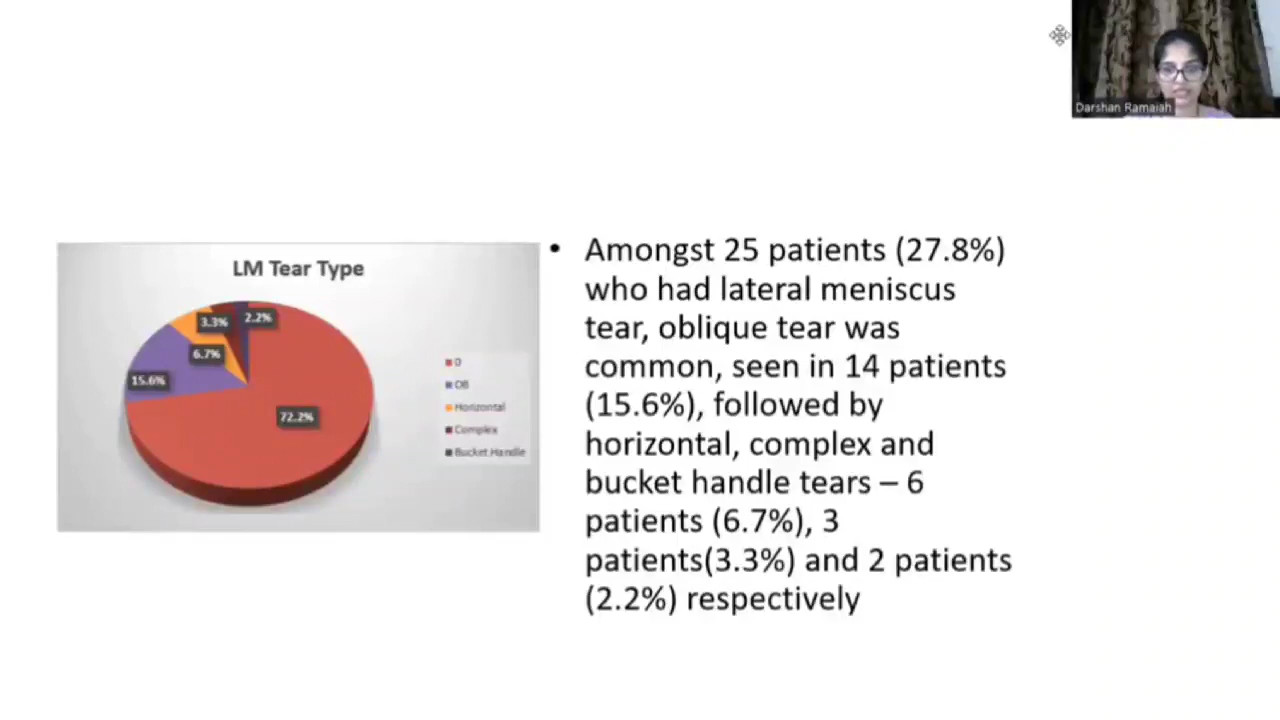 Darshan Ramaiah
LM Tear Type
3.3%
2.2%
6.7%
15.6%
72.2%
0
OB
Horizontal
Complex
Bucket Handle
• Amongst 25 patients (27.8%)
who had lateral meniscus
tear, oblique tear was
common, seen in 14 patients
(15.6%), followed by
horizontal, complex and
bucket handle tears – 6
patients (6.7%), 3
patients(3.3%) and 2 patients
(2.2%) respectively